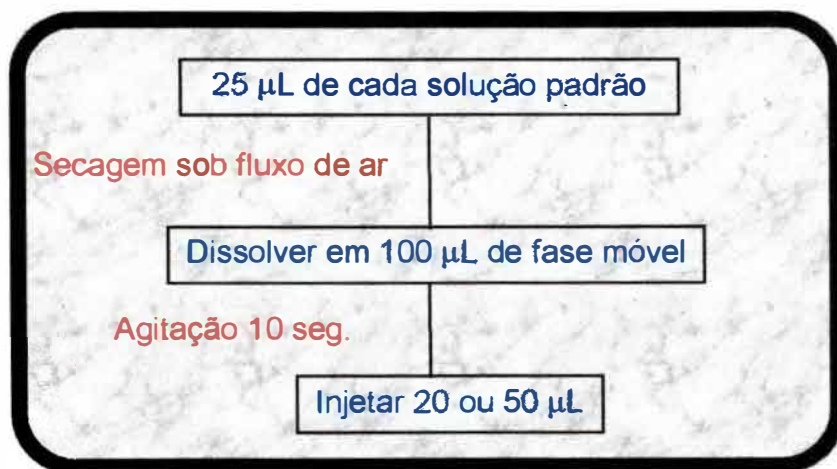 25 μL de cada solução padrão
Secagem sob fluxo de ar
Dissolver em 100 μL de fase móvel
Agitação 10 seg.
Injetar 20 ou 50 μL